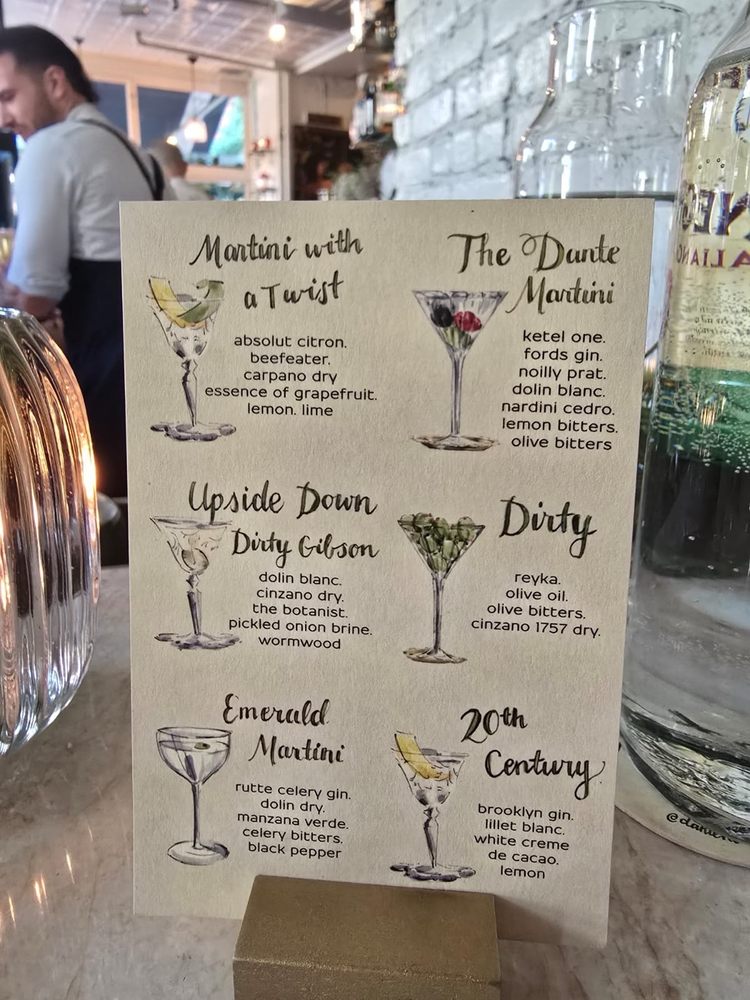 Martini with
a Twist
absolut citron.
beefeater.
carpano dry
essence of grapefruit.
lemon. lime
The Dante
Martini
ketel one.
fords gin.
noilly prat.
dolin blanc.
nardini cedro.
lemon bitters.
olive bitters
Upside Down
Dirty Gibson
dolin blanc.
cinzano dry.
the botanist.
pickled onion brine.
wormwood
Dirty
reyka.
olive oil.
olive bitters.
cinzano 1757 dry.
Emerald
Martini
rutte celery gin.
dolin dry.
manzana verde.
celery bitters.
black pepper
20th
Century
brooklyn gin.
lillet blanc.
white creme
de cacao.
lemon